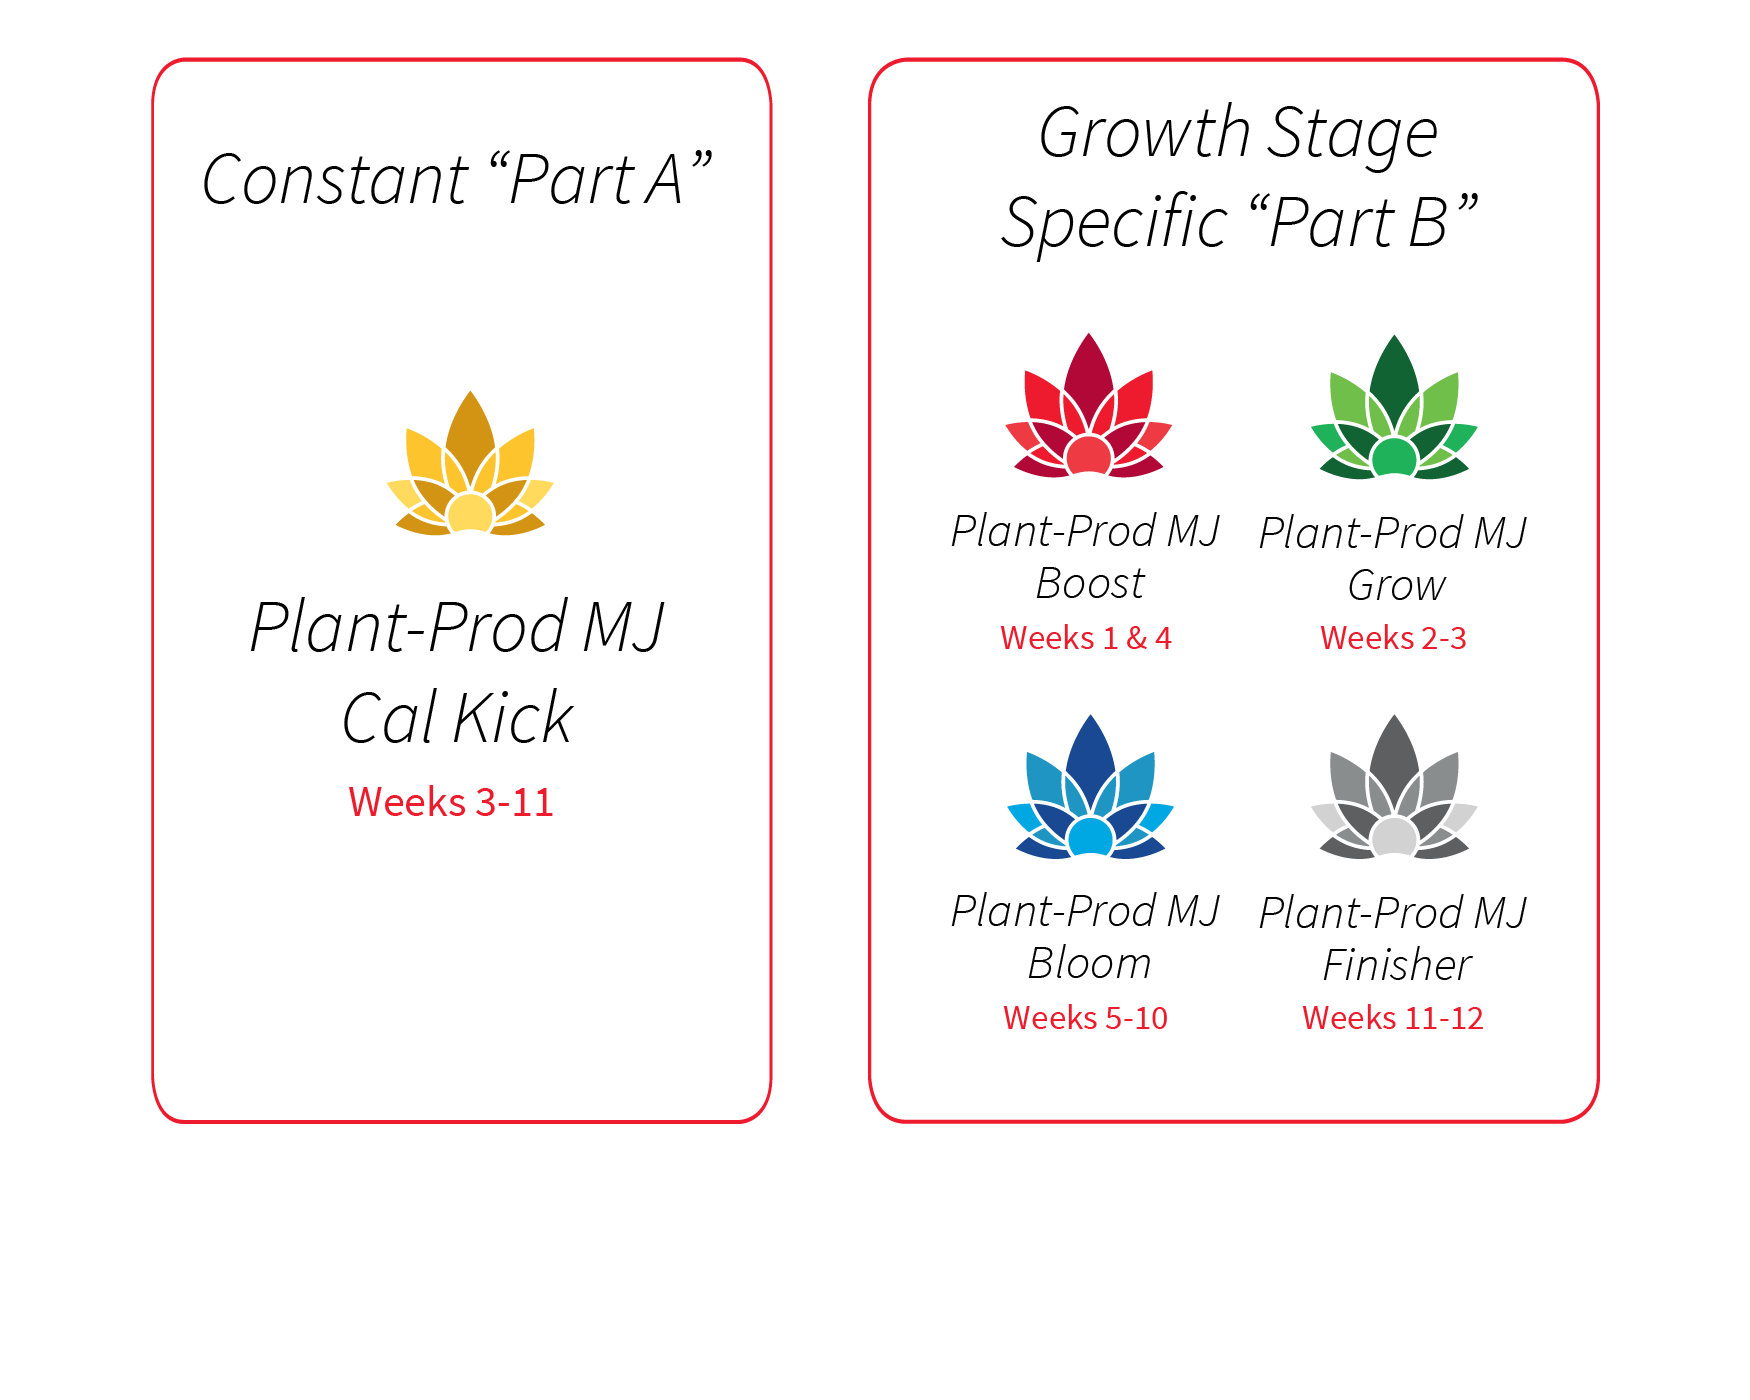 Constant “Part A”
Plant-Prod MJ
Cal Kick
Weeks 3-11
Growth Stage
Specific “Part B”
Plant-Prod MJ
Boost
Weeks 1 & 4
Plant-Prod MJ
Grow
Weeks 2-3
Plant-Prod MJ
Bloom
Weeks 5-10
Plant-Prod MJ
Finisher
Weeks 11-12